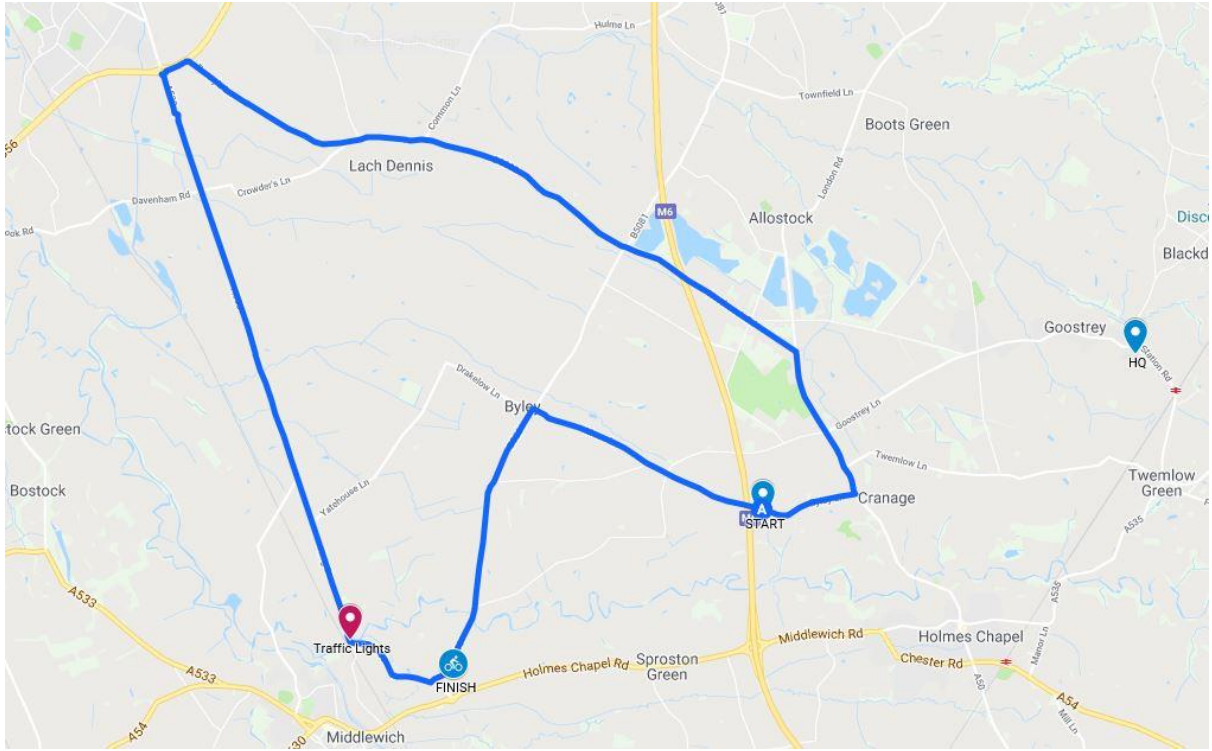 Hulme Ln
Townfield Ln
Boots Green
Common Ln
London Rd
Lach Dennis
Crowder's Ln
Davenham Rd
M6
Allostock
B5081
Goostrey
Station Rd
HQ
Drakelow Ln
Byley
Goostrey Ln
Twemlow Ln
Twemlow
Green
Bostock
Yatehouse Ln
A
START
Cranage
A535
A535
A533
Traffic Lights
FINISH
Holmes Chapel Rd
Sproston
Green
Middlewich Rd
Holmes Chapel
Chester Rd
Manor Ln
A50
A54
Mill Ln
A533
A54
Middlewich